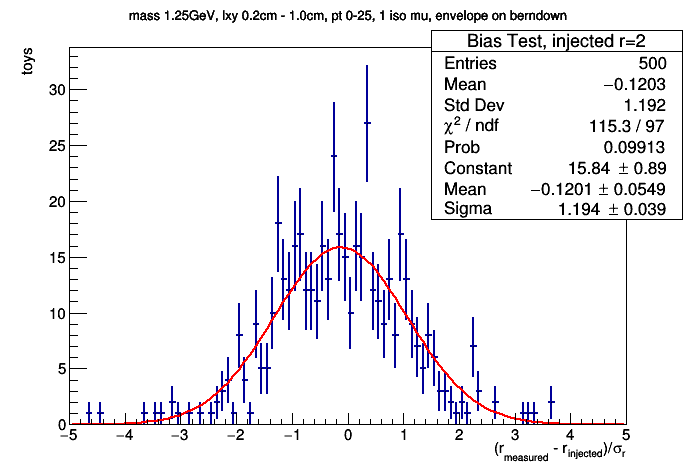 mass 1.25GeV, lxy 0.2cm - 1.0cm, pt 0-25, 1 iso mu, envelope on berndown
Bias Test, injected r=2
Entries 500
Mean −0.1203
Std Dev 1.192
χ² / ndf 115.3 / 97
Prob 0.09913
Constant 15.84 ± 0.89
Mean −0.1201 ± 0.0549
Sigma 1.194 ± 0.039
toys
30
25
20
15
10
5
0
−5 −4 −3 −2 −1 0 1 2 3 4 5
(r_measured - r_injected)/σ_r